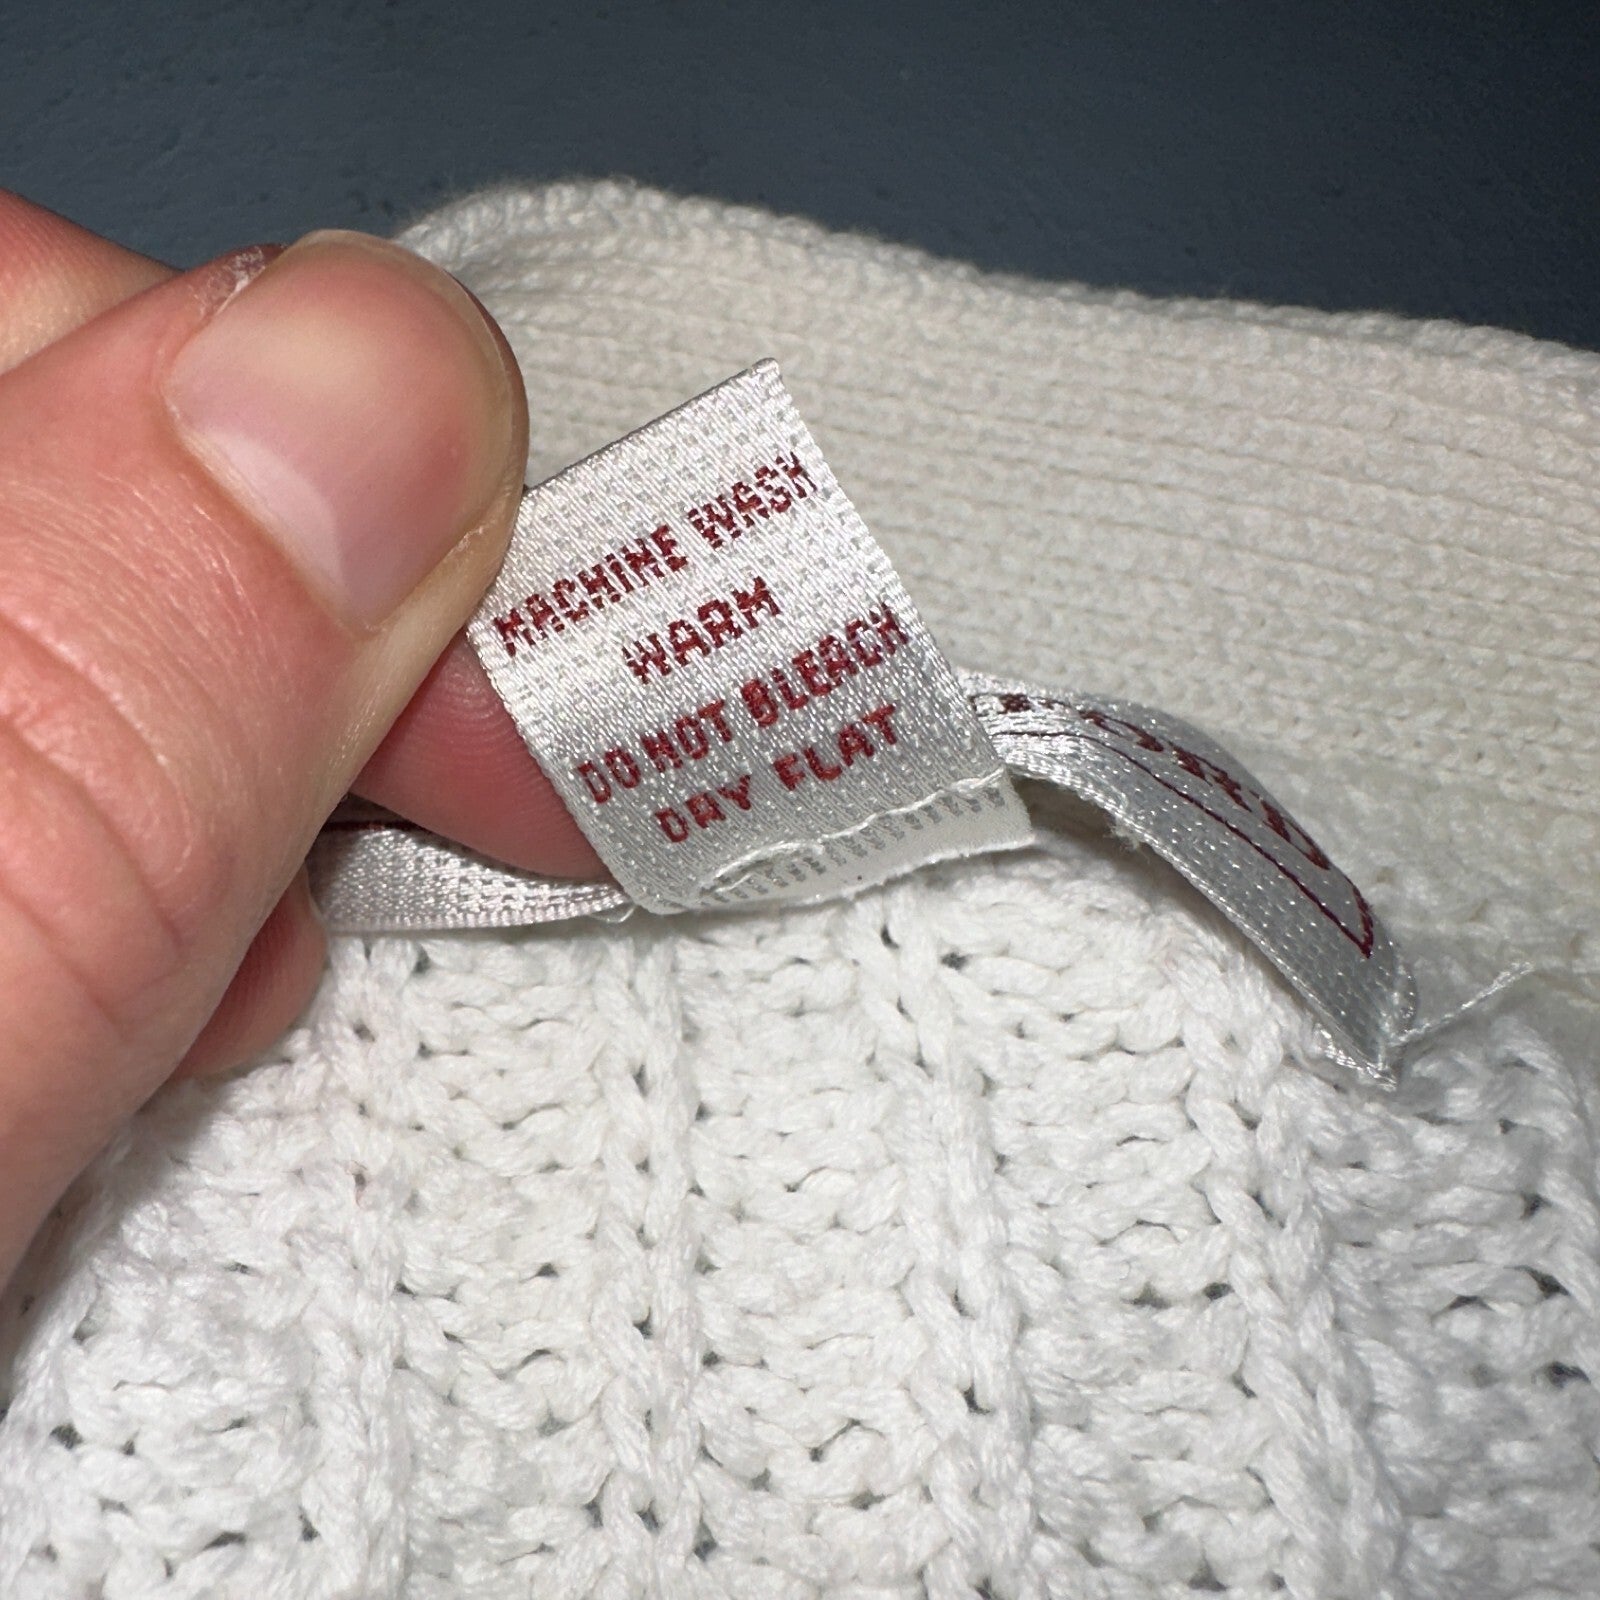 MACHINE WASH
WARM
DO NOT BLEACH
DRY FLAT